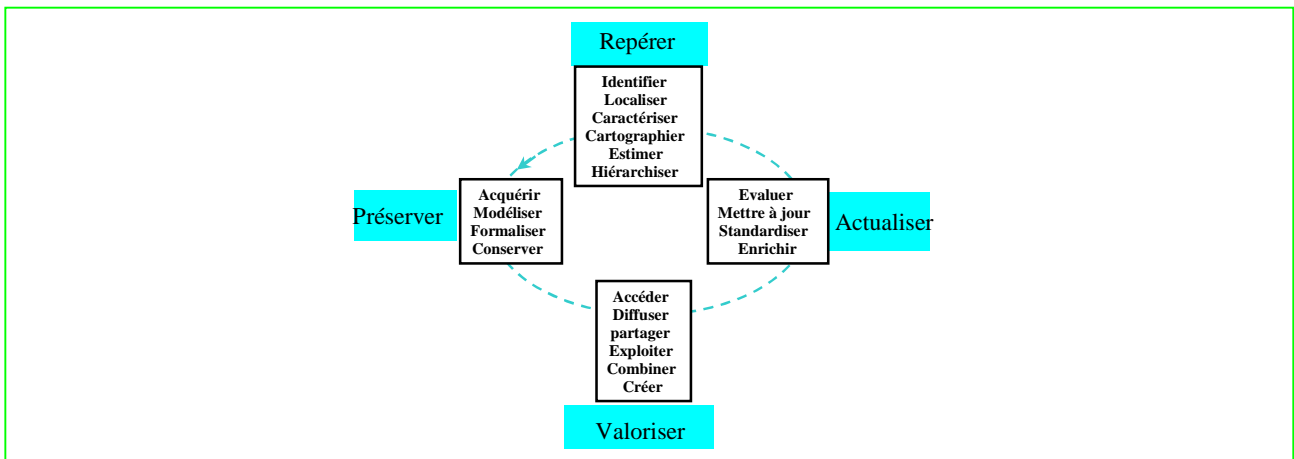 Repérer
Identifier
Localiser
Caractériser
Cartographier
Estimer
Hiérarchiser
Préserver
Acquérir
Modéliser
Formaliser
Conserver
Evaluer
Mettre à jour
Standardiser
Enrichir
Actualiser
Accéder
Diffuser
partager
Exploiter
Combiner
Créer
Valoriser